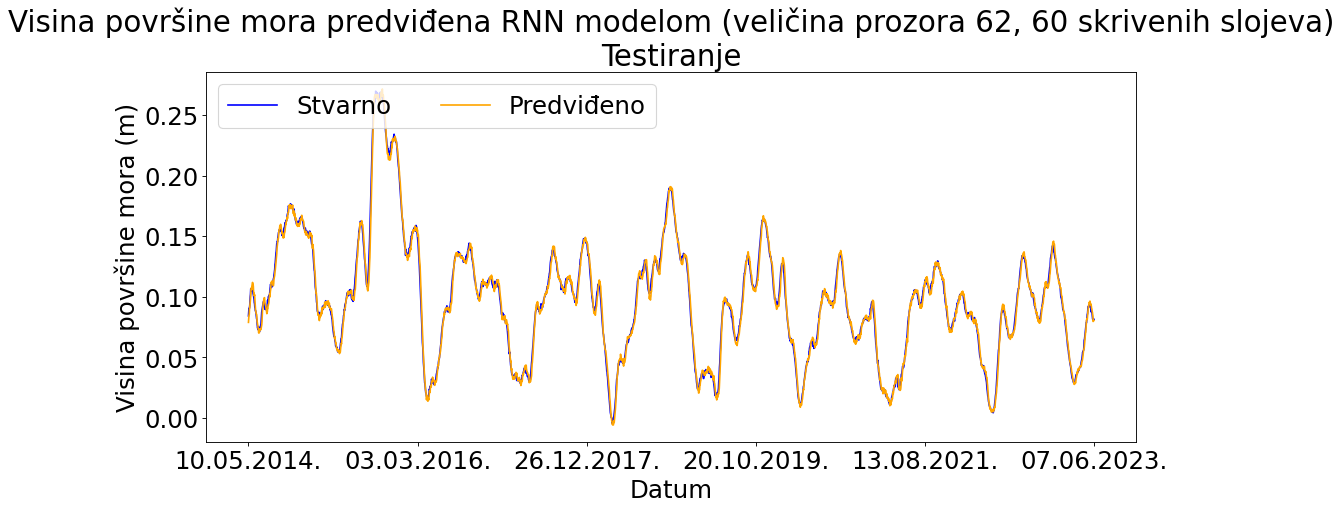 Visina površine mora predviđena RNN modelom (veličina prozora 62, 60 skrivenih slojeva)
Testiranje
Stvarno Predviđeno
Visina površine mora (m)
0.25
0.20
0.15
0.10
0.05
0.00
10.05.2014. 03.03.2016. 26.12.2017. 20.10.2019. 13.08.2021. 07.06.2023.
Datum